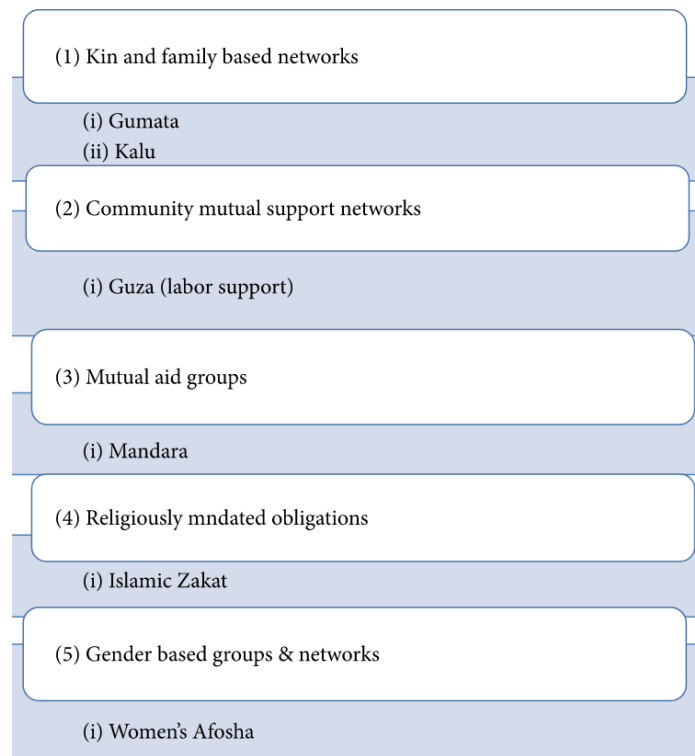 (1) Kin and family based networks
(i) Gumata
(ii) Kalu
(2) Community mutual support networks
(i) Guza (labor support)
(3) Mutual aid groups
(i) Mandara
(4) Religiously mndated obligations
(i) Islamic Zakat
(5) Gender based groups & networks
(i) Women's Afosha